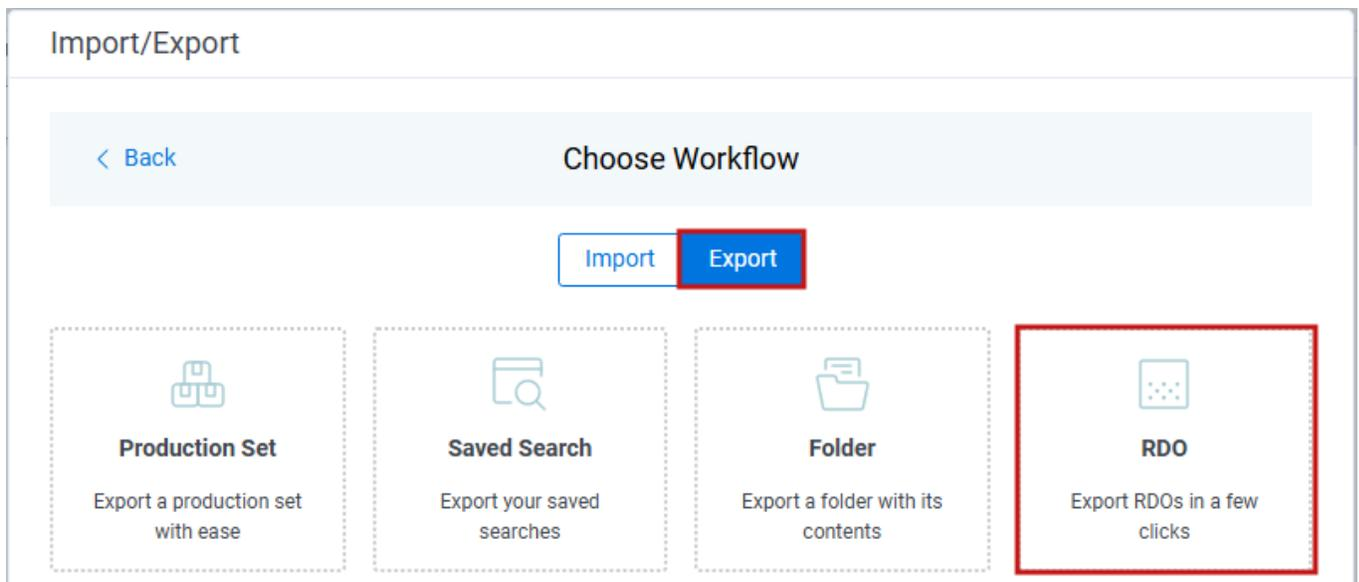 Import/Export
Back
Choose Workflow
Import
Export
Production Set
Export a production set
with ease
Saved Search
Export your saved
searches
Folder
Export a folder with its
contents
RDO
Export RDOs in a few
clicks